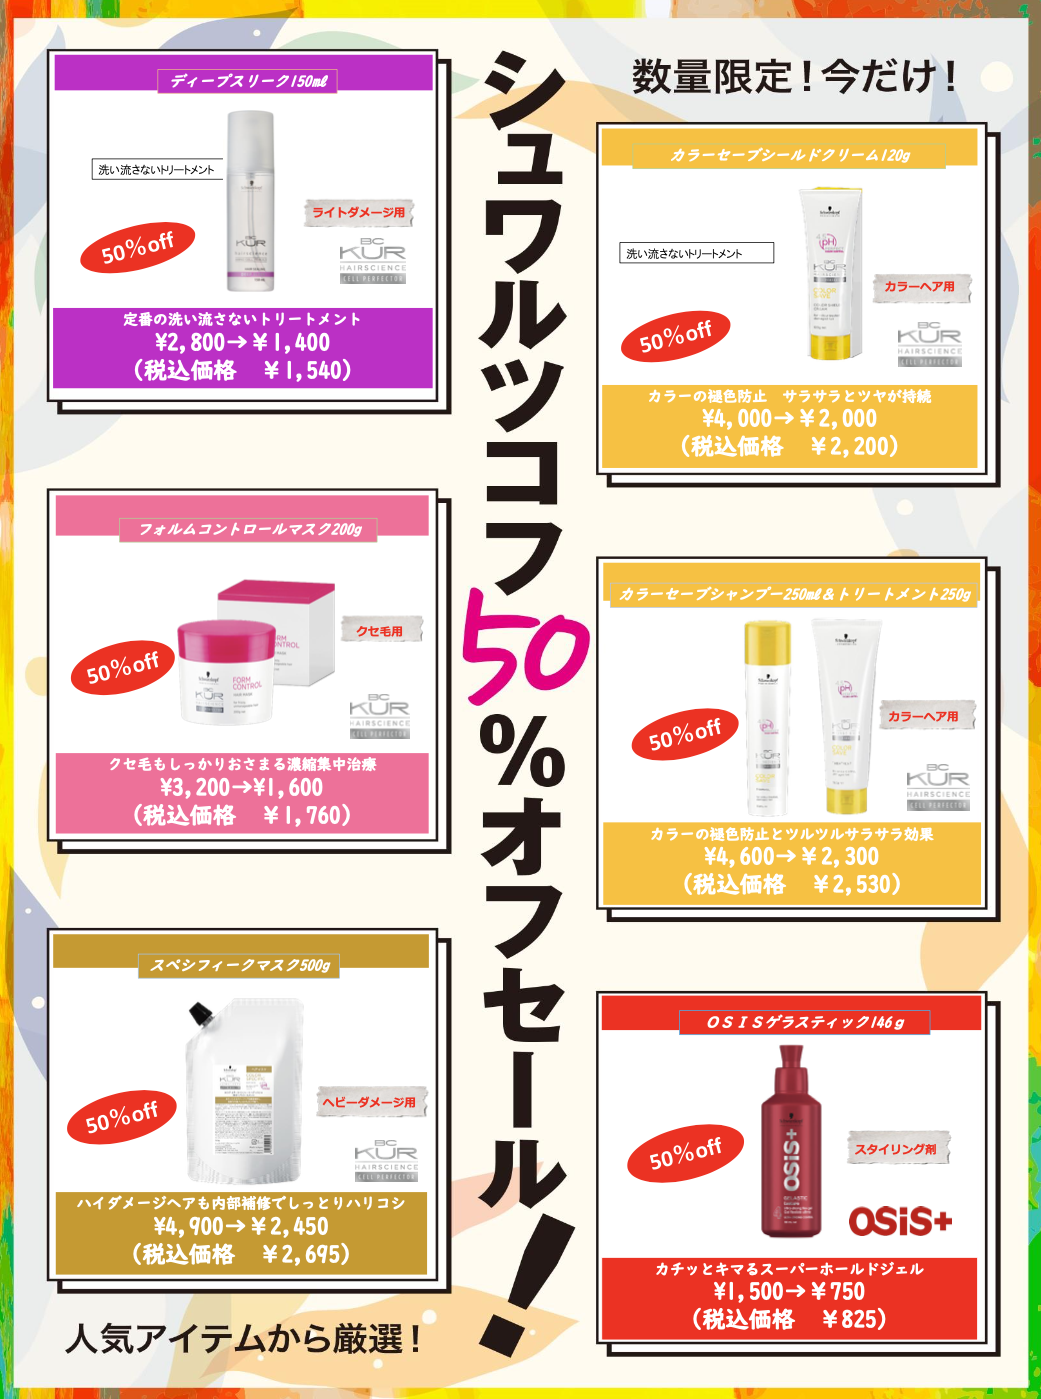 シュワルツコフ50%オフセール！
数量限定！今だけ！
ディープスリーク150㎖
洗い流さないトリートメント
50%off
ライトダメージ用
BC
KUR
HAIRSCIENCE
CELL PERFECTOR
定番の洗い流さないトリートメント
¥2,800→¥1,400
(税込価格　¥1,540)
カラーセーブシールドクリーム120g
洗い流さないトリートメント
50%off
カラーヘア用
BC
KUR
HAIRSCIENCE
CELL PERFECTOR
カラーの褪色防止　サラサラとツヤが持続
¥4,000→¥2,000
(税込価格　¥2,200)
フォルムコントロールマスク200g
50%off
FORM
CONTROL
BC
KUR
クセ毛用
BC
KUR
HAIRSCIENCE
CELL PERFECTOR
クセ毛もしっかりおさまる濃縮集中治療
¥3,200→¥1,600
(税込価格　¥1,760)
カラーセーブシャンプー250㎖＆トリートメント250g
50%off
カラーヘア用
BC
KUR
HAIRSCIENCE
CELL PERFECTOR
カラーの褪色防止とツルツルサラサラ効果
¥4,600→¥2,300
(税込価格　¥2,530)
スペシフィークマスク500g
50%off
ヘビーダメージ用
BC
KUR
HAIRSCIENCE
CELL PERFECTOR
ハイダメージヘアも内部補修でしっとりハリコシ
¥4,900→¥2,450
(税込価格　¥2,695)
OSISゲラスティック146g
50%off
OSiS+
スタイリング剤
OSiS+
カチッとキマるスーパーホールドジェル
¥1,500→¥750
(税込価格　¥825)
人気アイテムから厳選！